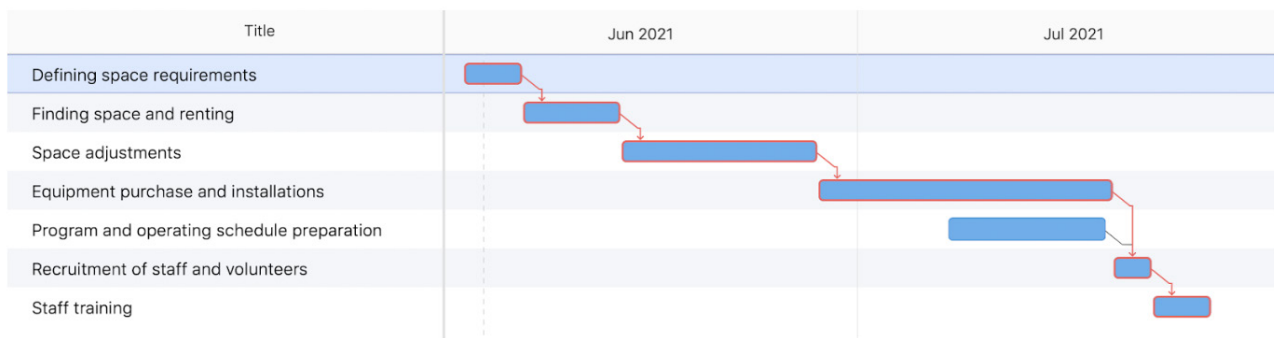 Title
Jun 2021
Jul 2021
Defining space requirements
Finding space and renting
Space adjustments
Equipment purchase and installations
Program and operating schedule preparation
Recruitment of staff and volunteers
Staff training